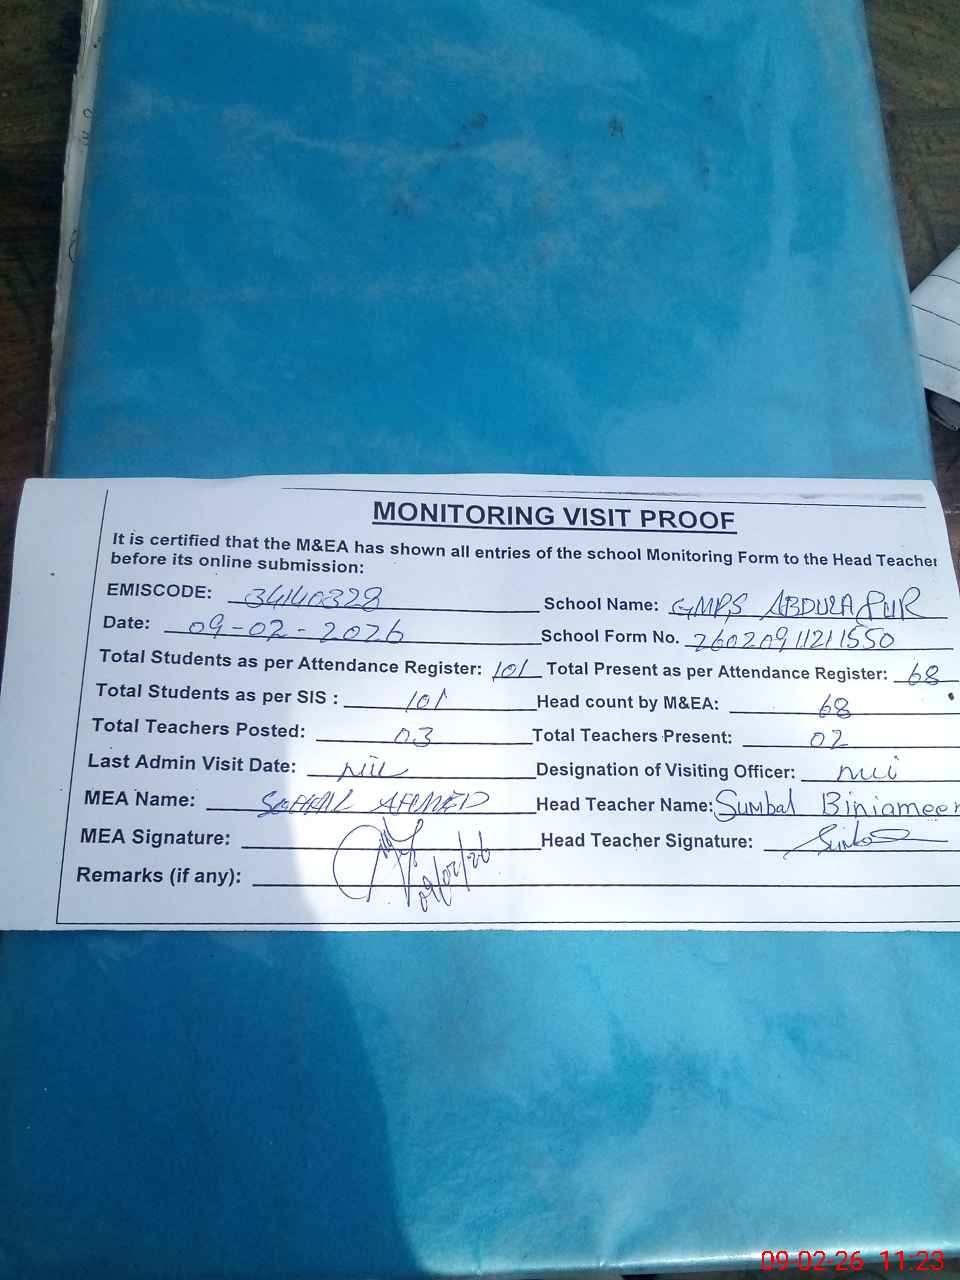 MONITORING VISIT PROOF
It is certified that the M&EA has shown all entries of the school Monitoring Form to the Head Teacher
before its online submission:
EMISCODE: 34140328 School Name: GMPS ABDULAPUR
Date: 09-02-2026 School Form No. 26020911211550
Total Students as per Attendance Register: 101 Total Present as per Attendance Register: 68
Total Students as per SIS : 101 Head count by M&EA: 68
Total Teachers Posted: 03 Total Teachers Present: 02
Last Admin Visit Date: Nil Designation of Visiting Officer:
MEA Name: AHMED Head Teacher Name: Sumbal Biniameen
MEA Signature: Head Teacher Signature:
09/02/26
Remarks (if any):
09-02-26 11:23